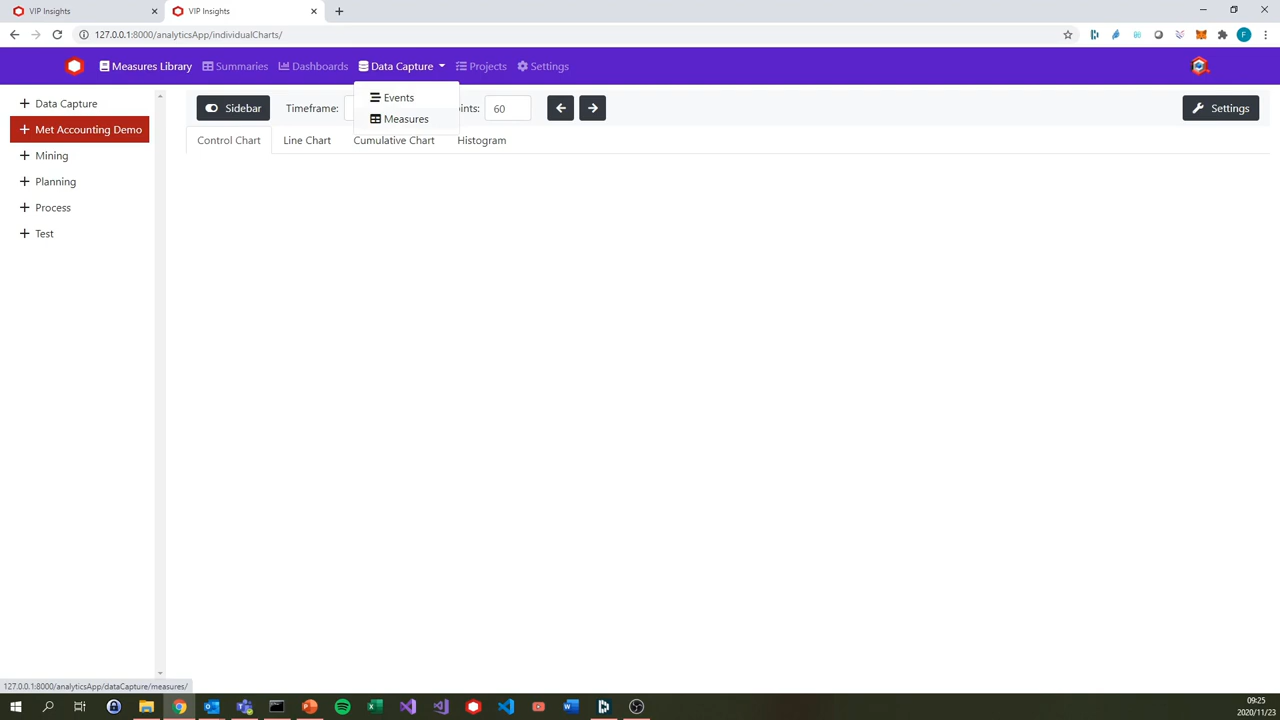 VIP Insights
VIP Insights
127.0.0.1:8000/analyticsApp/individualCharts/
F
Measures Library Summaries Dashboards Data Capture Projects Settings
Events
Measures
Data Capture
Met Accounting Demo
Mining
Planning
Process
Test
Sidebar Timeframe: ints: 60 Settings
Control Chart Line Chart Cumulative Chart Histogram
127.0.0.1:8000/analyticsApp/dataCapture/measures/
09:25
2020/11/23